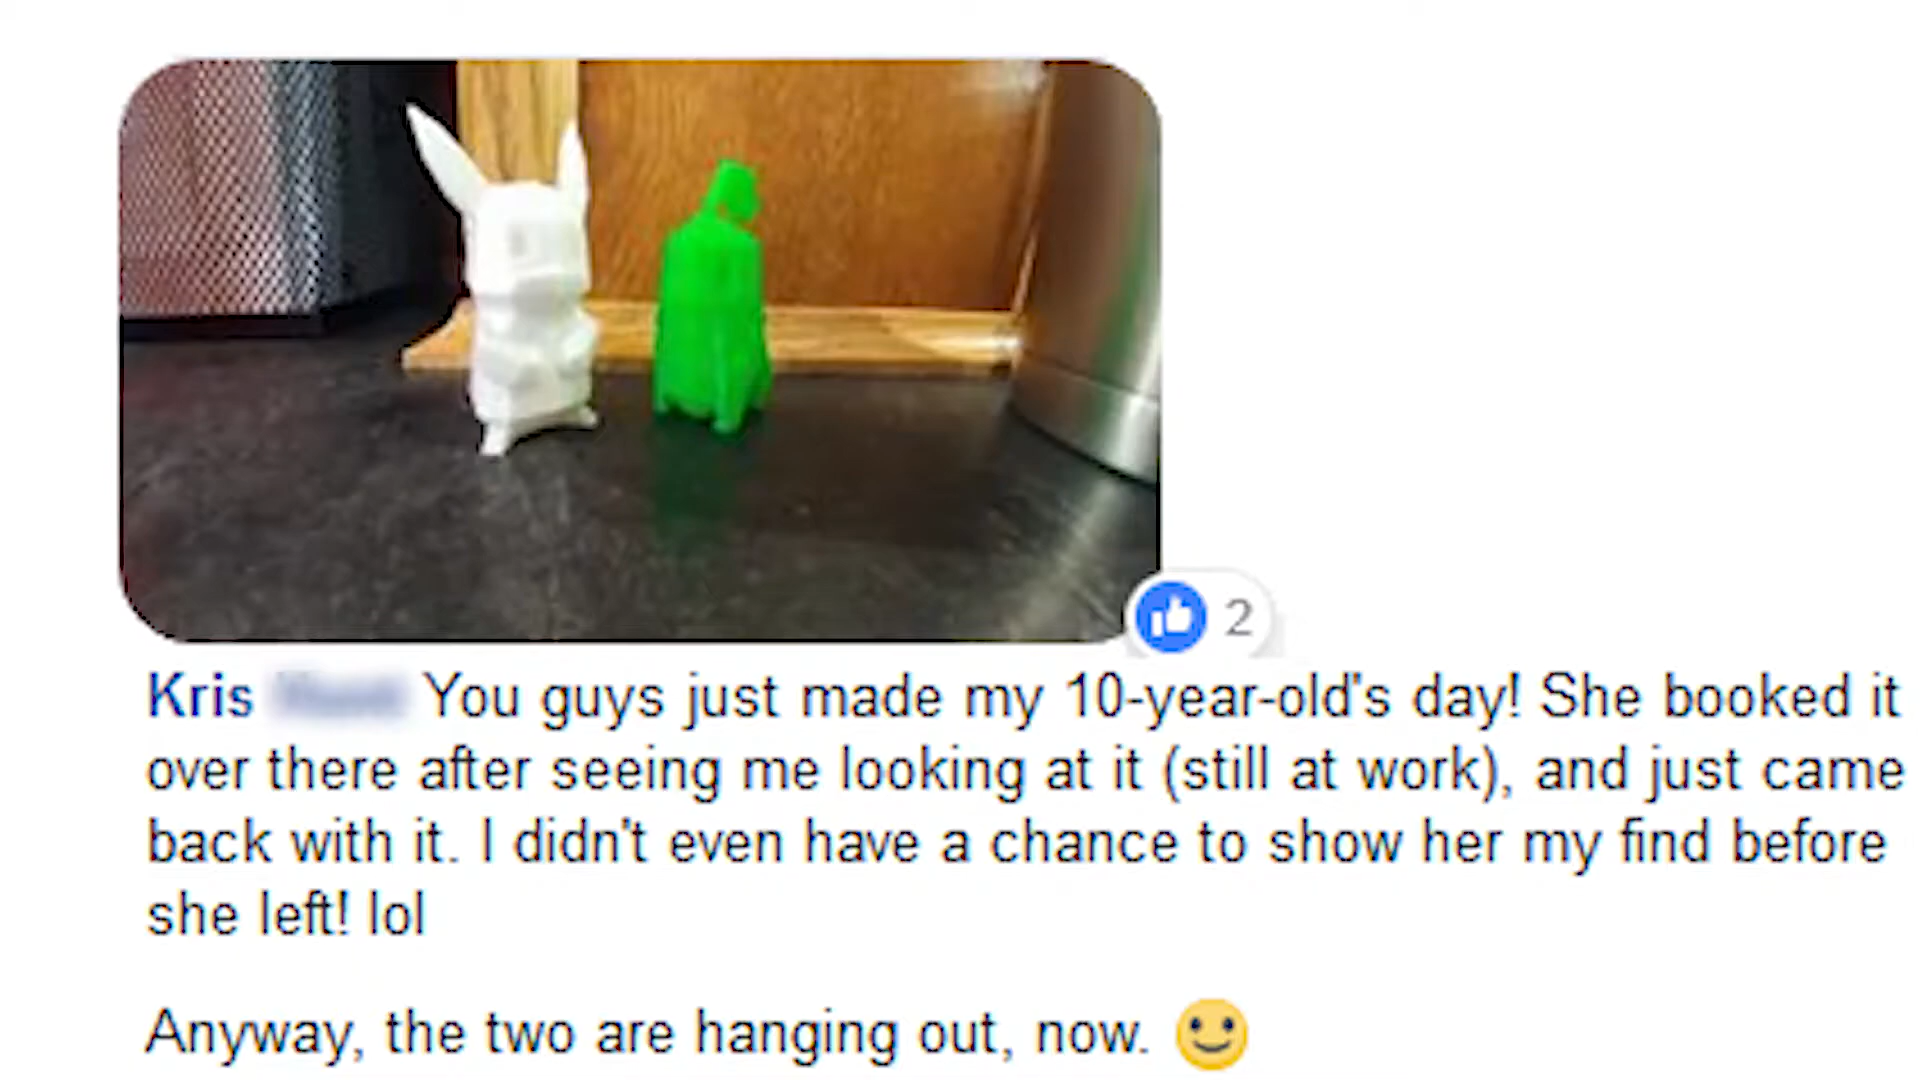 2
Kris You guys just made my 10-year-old's day! She booked it
over there after seeing me looking at it (still at work), and just came
back with it. I didn't even have a chance to show her my find before
she left! lol
Anyway, the two are hanging out, now.